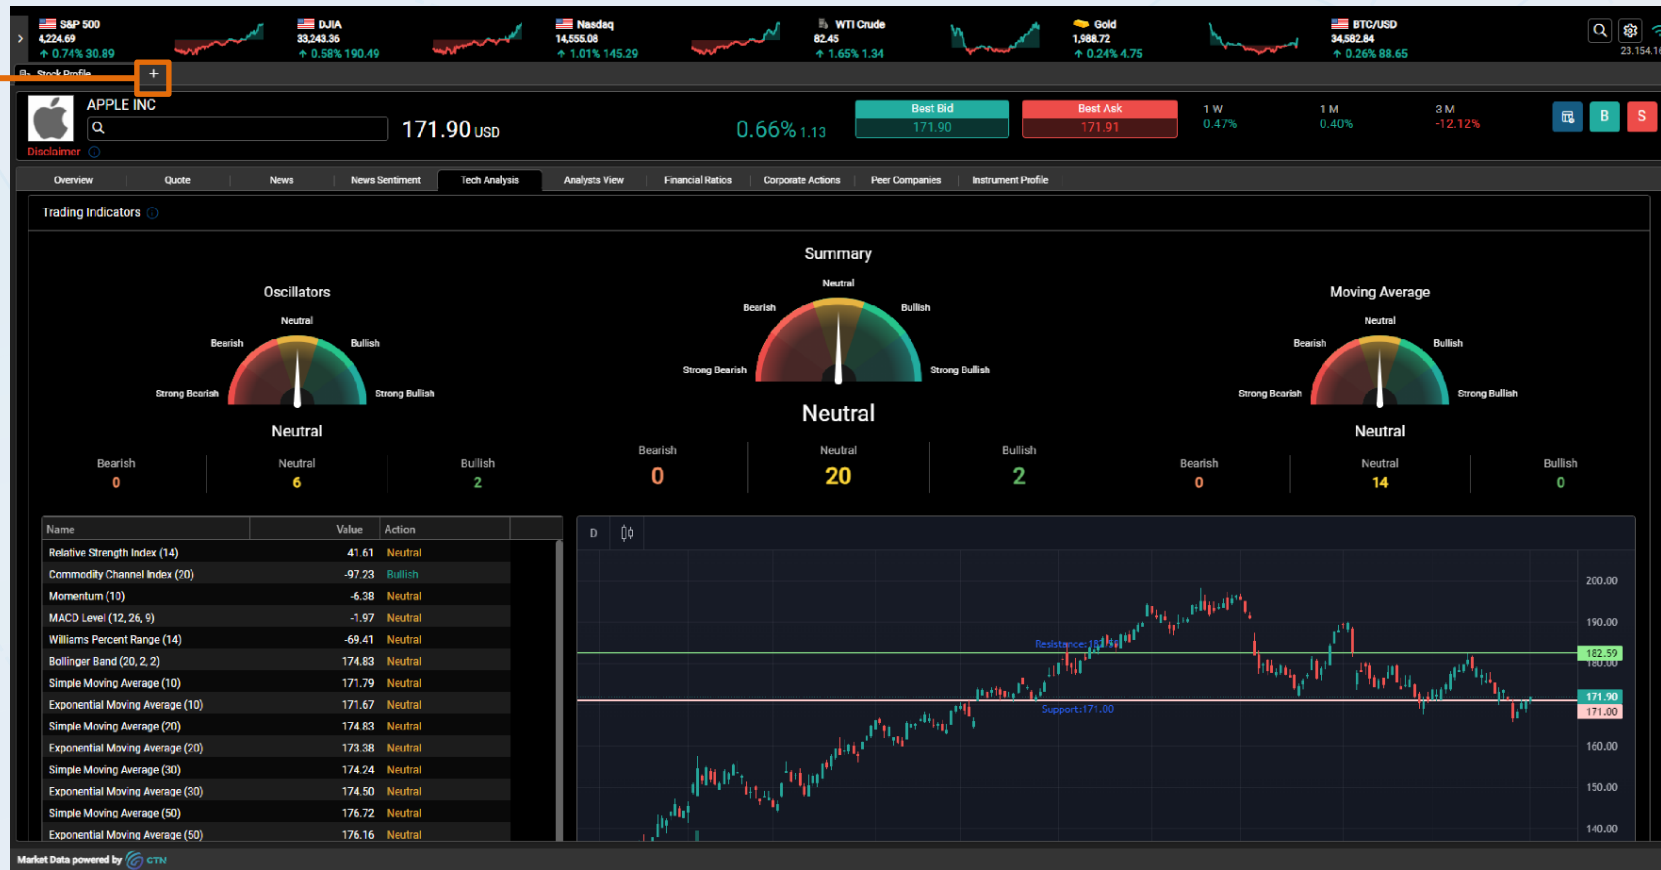 S&P 500
4,224.69
↑ 0.74% 30.89
DJIA
33,243.36
↑ 0.58% 190.49
Nasdaq
14,555.08
↑ 1.01% 145.29
WTI Crude
82.45
↑ 1.65% 1.34
Gold
1,988.72
↑ 0.24% 4.75
BTC/USD
34,582.84
↑ 0.26% 88.65
23.154.16
Stock Profile
+
APPLE INC
171.90 USD
0.66% 1.13
Best Bid
171.90
Best Ask
171.91
1 W
0.47%
1 M
0.40%
3 M
-12.12%
B
S
Disclaimer
Overview Quote News News Sentiment Tech Analysis Analysts View Financial Ratios Corporate Actions Peer Companies Instrument Profile
Trading Indicators
Oscillators
Neutral
Bearish
Bullish
Strong Bearish
Strong Bullish
Neutral
Bearish Neutral Bullish
0 6 2
Summary
Neutral
Bearish
Bullish
Strong Bearish
Strong Bullish
Neutral
Bearish Neutral Bullish
0 20 2
Moving Average
Neutral
Bearish
Bullish
Strong Bearish
Strong Bullish
Neutral
Bearish Neutral Bullish
0 14 0
Name Value Action
Relative Strength Index (14) 41.61 Neutral
Commodity Channel Index (20) -97.23 Bullish
Momentum (10) -6.38 Neutral
MACD Level (12, 26, 9) -1.97 Neutral
Williams Percent Range (14) -69.41 Neutral
Bollinger Band (20, 2, 2) 174.83 Neutral
Simple Moving Average (10) 171.79 Neutral
Exponential Moving Average (10) 171.67 Neutral
Simple Moving Average (20) 174.83 Neutral
Exponential Moving Average (20) 173.38 Neutral
Simple Moving Average (30) 174.24 Neutral
Exponential Moving Average (30) 174.50 Neutral
Simple Moving Average (50) 176.72 Neutral
Exponential Moving Average (50) 176.16 Neutral
D
200.00
190.00
Resistance:182.59
182.59
180.00
171.90
Support:171.00
171.00
160.00
150.00
140.00
Market Data powered by GTN